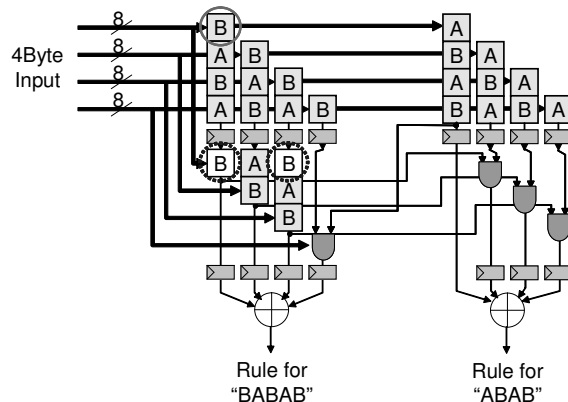 8 B A
4Byte 8 A B B A
Input 8 B A B A B A
8 A B A B B A B A
B A B
B A
B
Rule for Rule for
“BABAB” “ABAB”